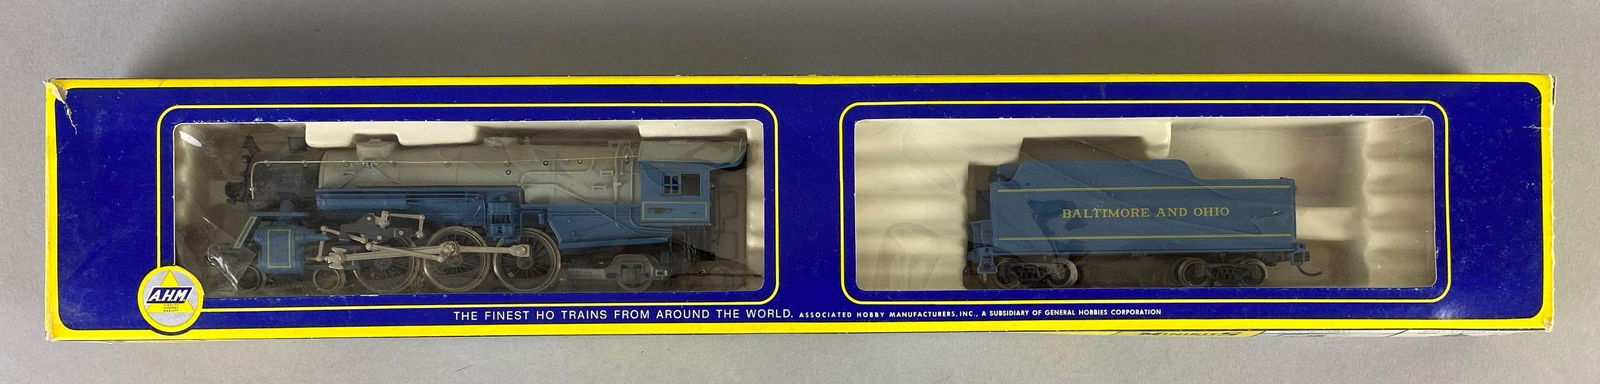 BALTIMORE AND OHIO
A.H.M.
THE FINEST HO TRAINS FROM AROUND THE WORLD. ASSOCIATED HOBBY MANUFACTURERS, INC., A SUBSIDIARY OF GENERAL HOBBIES CORPORATION